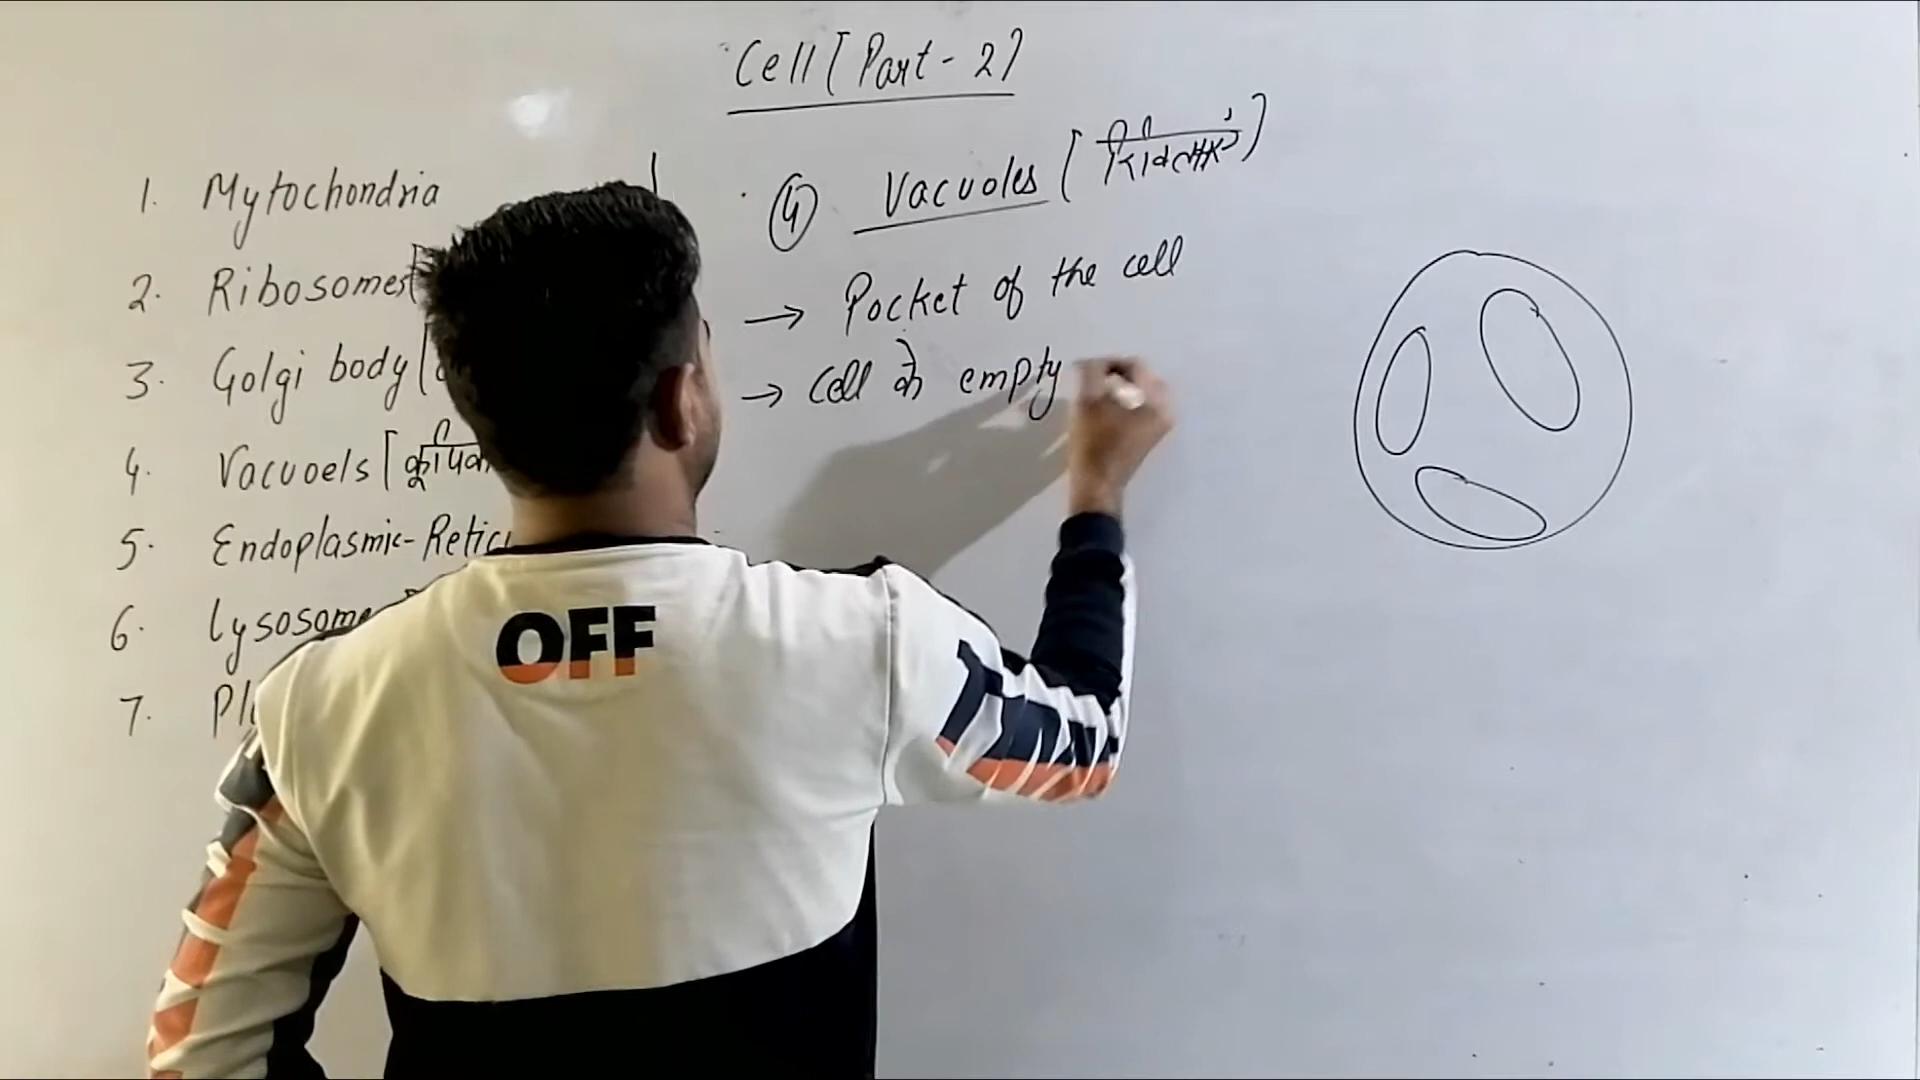 Cell [Part-2]
1. Mytochondria
2. Ribosomes[
3. Golgi body [
4. Vacuoels [
5. Endoplasmic-Retic
6. Lysosome
7. Pl
④ Vacuoles [रिक्तिकाएँ]
→ Pocket of the cell
→ Cell के empty
OFF